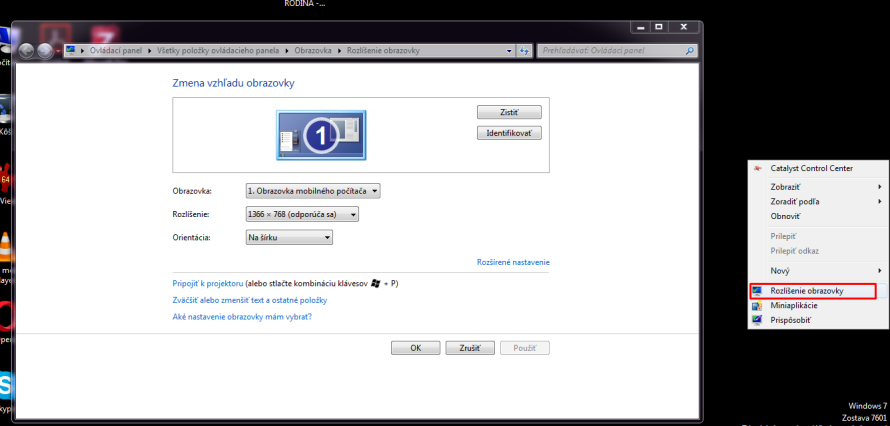 RODINA -...
Ovládací panel
Všetky položky ovládacieho panela
Obrazovka
Rozlíšenie obrazovky
Prehľadávať: Ovládací panel
Zmena vzhľadu obrazovky
1
Zistiť
Identifikovať
Obrazovka:
1. Obrazovka mobilného počítača
Rozlíšenie:
1366 × 768 (odporúča sa)
Orientácia:
Na šírku
Rozšírené nastavenie
Pripojiť k projektoru (alebo stlačte kombináciu klávesov + P)
Zväčšiť alebo zmenšiť text a ostatné položky
Aké nastavenie obrazovky mám vybrať?
OK
Zrušiť
Použiť
Catalyst Control Center
Zobraziť
Zoradiť podľa
Obnoviť
Prilepiť
Prilepiť odkaz
Nový
Rozlíšenie obrazovky
Miniaplikácie
Prispôsobiť
64
Windows 7
Zostava 7601